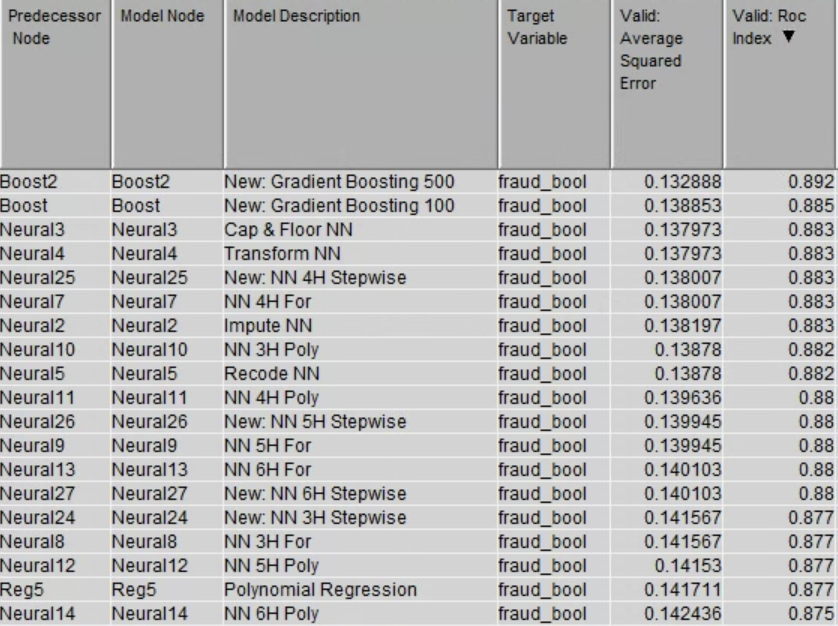 Predecessor Node | Model Node | Model Description | Target Variable | Valid: Average Squared Error | Valid: Roc Index ▼
Boost2 | Boost2 | New: Gradient Boosting 500 | fraud_bool | 0.132888 | 0.892
Boost | Boost | New: Gradient Boosting 100 | fraud_bool | 0.138853 | 0.885
Neural3 | Neural3 | Cap & Floor NN | fraud_bool | 0.137973 | 0.883
Neural4 | Neural4 | Transform NN | fraud_bool | 0.137973 | 0.883
Neural25 | Neural25 | New: NN 4H Stepwise | fraud_bool | 0.138007 | 0.883
Neural7 | Neural7 | NN 4H For | fraud_bool | 0.138007 | 0.883
Neural2 | Neural2 | Impute NN | fraud_bool | 0.138197 | 0.883
Neural10 | Neural10 | NN 3H Poly | fraud_bool | 0.13878 | 0.882
Neural5 | Neural5 | Recode NN | fraud_bool | 0.13878 | 0.882
Neural11 | Neural11 | NN 4H Poly | fraud_bool | 0.139636 | 0.88
Neural26 | Neural26 | New: NN 5H Stepwise | fraud_bool | 0.139945 | 0.88
Neural9 | Neural9 | NN 5H For | fraud_bool | 0.139945 | 0.88
Neural13 | Neural13 | NN 6H For | fraud_bool | 0.140103 | 0.88
Neural27 | Neural27 | New: NN 6H Stepwise | fraud_bool | 0.140103 | 0.88
Neural24 | Neural24 | New: NN 3H Stepwise | fraud_bool | 0.141567 | 0.877
Neural8 | Neural8 | NN 3H For | fraud_bool | 0.141567 | 0.877
Neural12 | Neural12 | NN 5H Poly | fraud_bool | 0.14153 | 0.877
Reg5 | Reg5 | Polynomial Regression | fraud_bool | 0.141711 | 0.877
Neural14 | Neural14 | NN 6H Poly | fraud_bool | 0.142436 | 0.875